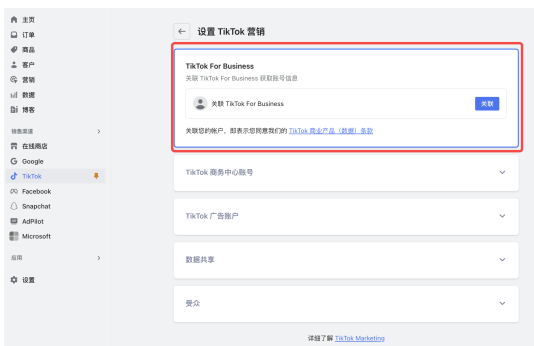 主页
订单
商品
客户
营销
数据
博客
销售渠道
在线商店
Google
TikTok
Facebook
Snapchat
AdPilot
Microsoft
应用
设置
设置 TikTok 营销
TikTok For Business
关联 TikTok For Business 获取账号信息
关联 TikTok For Business
关联
关联您的帐户，即表示您同意我们的 TikTok 商业产品（数据）条款
TikTok 商务中心账号
TikTok 广告账户
数据共享
受众
详细了解 TikTok Marketing